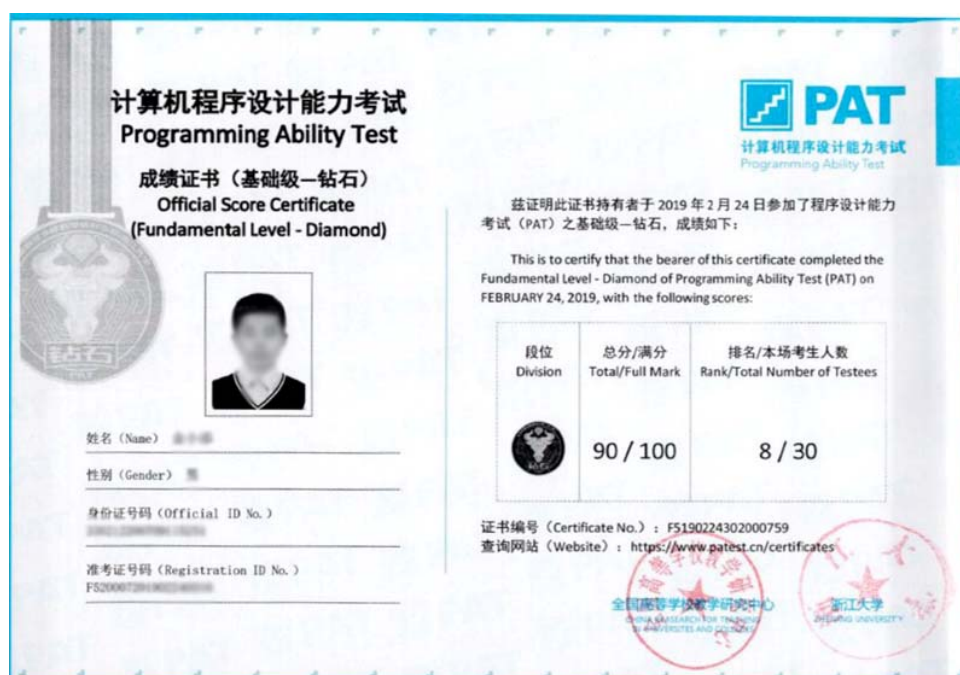 计算机程序设计能力考试
Programming Ability Test
成绩证书（基础级—钻石）
Official Score Certificate
(Fundamental Level - Diamond)
钻石
姓名（Name）
性别（Gender）
身份证号码（Official ID No.）
准考证号码（Registration ID No.）
PAT
计算机程序设计能力考试
Programming Ability Test
兹证明此证书持有者于 2019 年 2 月 24 日参加了程序设计能力
考试（PAT）之基础级—钻石，成绩如下：
This is to certify that the bearer of this certificate completed the
Fundamental Level - Diamond of Programming Ability Test (PAT) on
FEBRUARY 24, 2019, with the following scores:
段位 总分/满分 排名/本场考生人数
Division Total/Full Mark Rank/Total Number of Testees
90 / 100 8 / 30
证书编号（Certificate No.）：F5190224302000759
查询网站（Website）：https://www.patest.cn/certificates
全国高等学校教学研究中心 浙江大学
ZHEJIANG UNIVERSITY